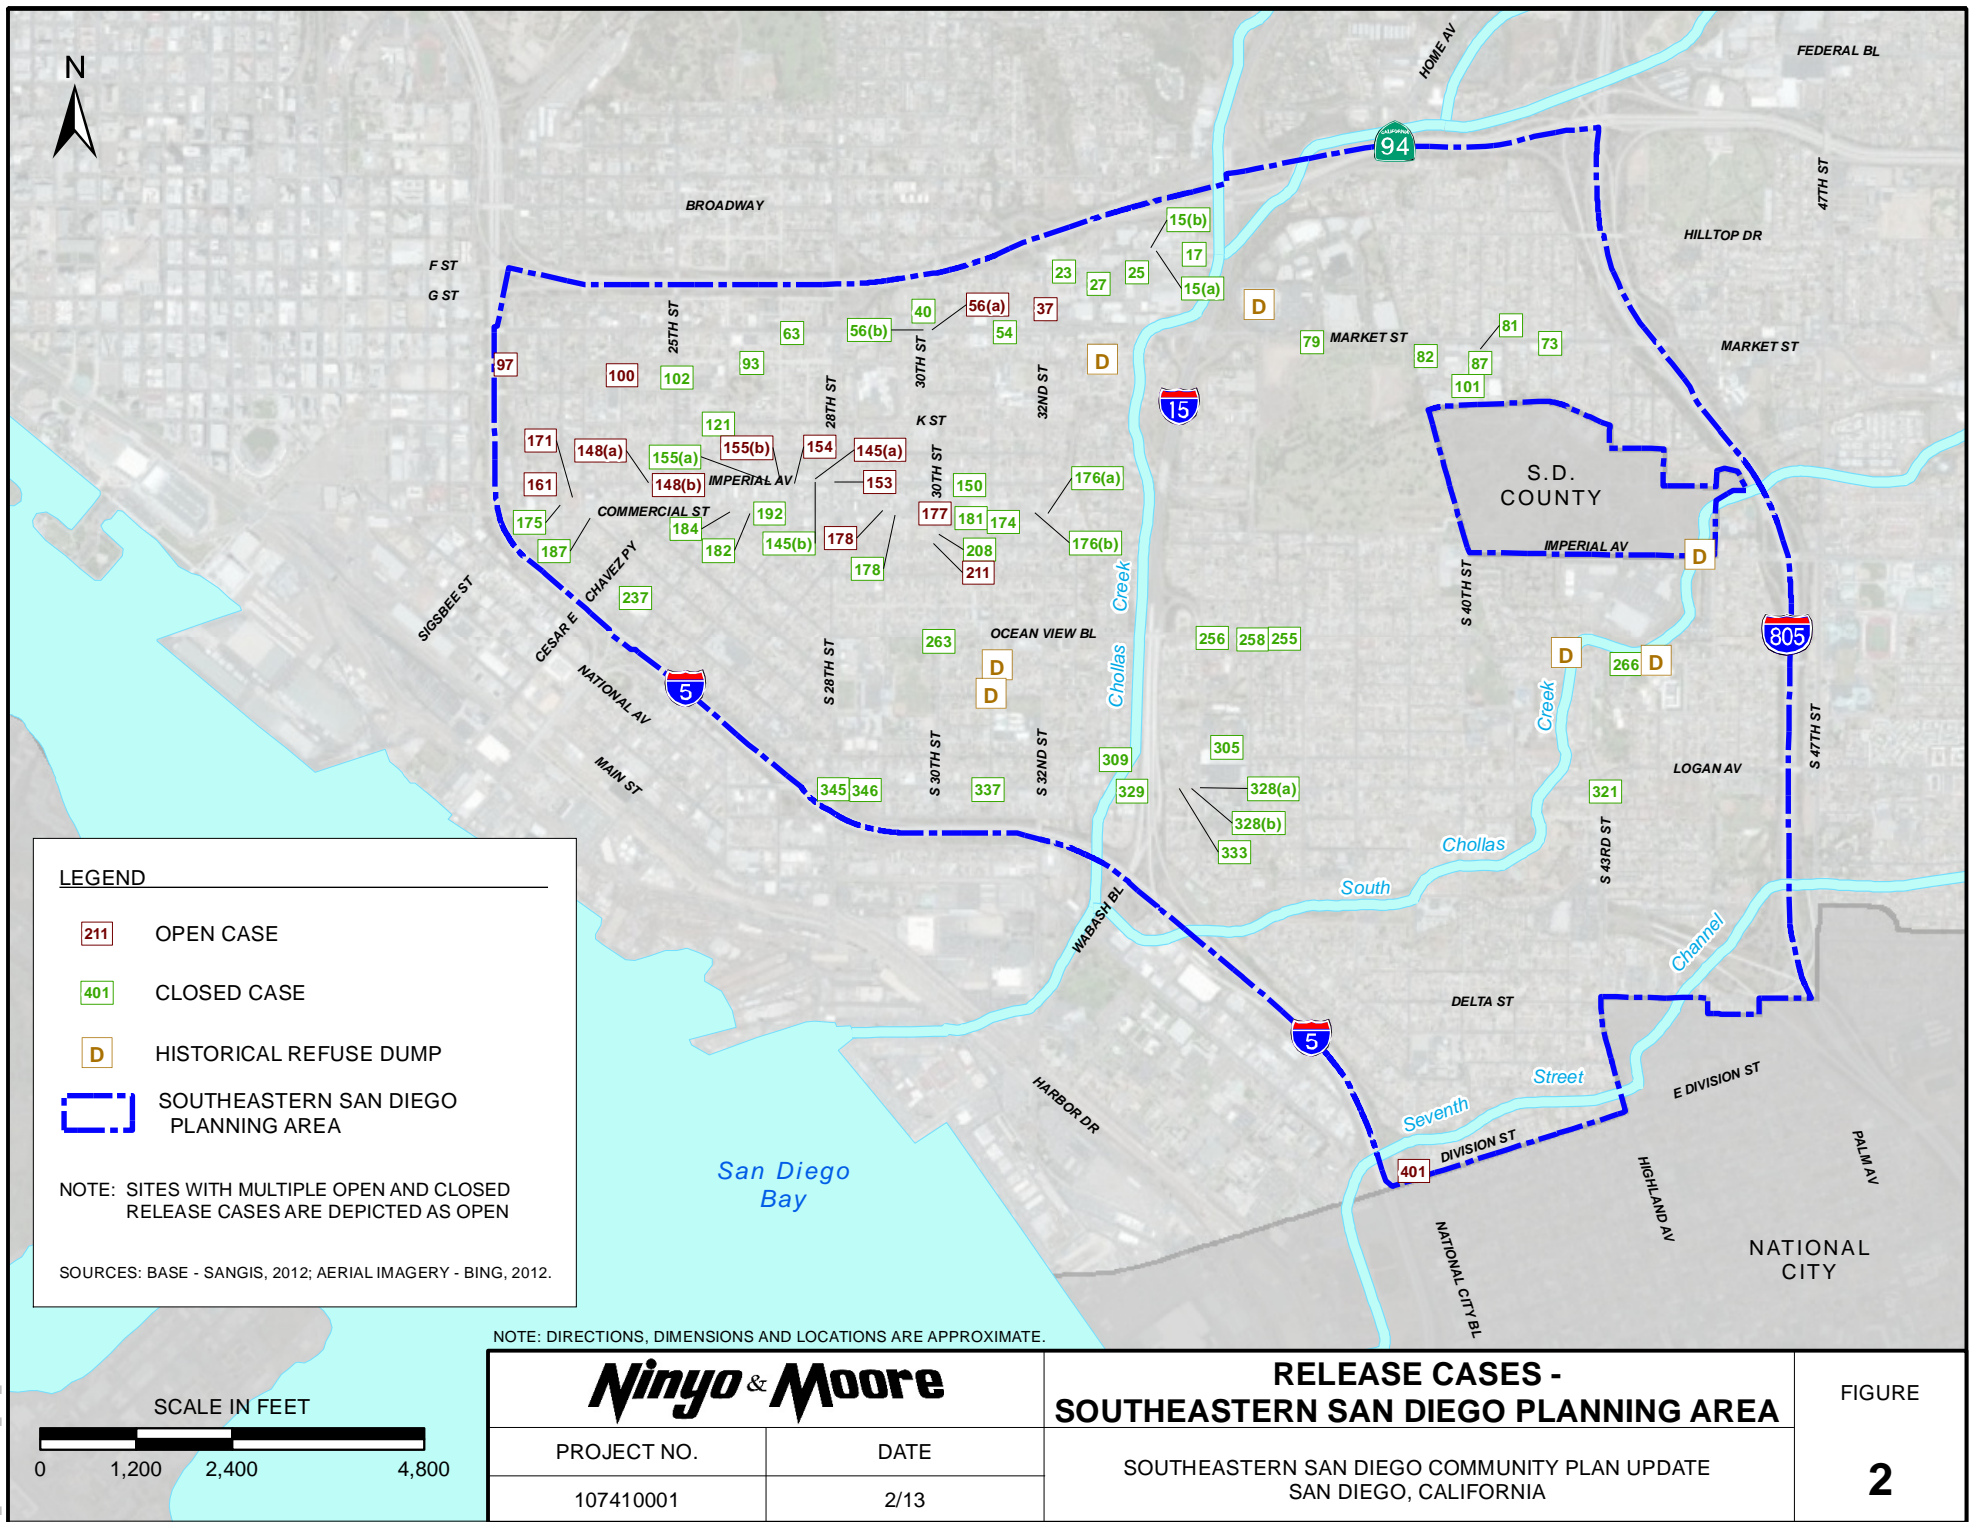 N
HOME AV
FEDERAL BL
CALIFORNIA
94
47TH ST
BROADWAY
HILLTOP DR
F ST
G ST
15(b)
17
15(a)
23
27
25
D
25TH ST
63
40
56(a)
56(b)
37
54
30TH ST
79
MARKET ST
81
82
87
73
101
MARKET ST
97
100
102
93
28TH ST
32ND ST
D
15
121
K ST
171
148(a)
155(a)
155(b)
154
145(a)
161
148(b)
IMPERIAL AV
153
30TH ST
150
176(a)
S.D.
COUNTY
175
COMMERCIAL ST
184
192
177
181
174
187
182
145(b)
178
208
176(b)
178
211
IMPERIAL AV
D
SIGSBEE ST
CESAR E CHAVEZ PY
237
Chollas Creek
S 40TH ST
805
263
OCEAN VIEW BL
256
258
255
D
266
D
NATIONAL AV
5
S 28TH ST
D
D
Creek
MAIN ST
S 30TH ST
S 32ND ST
309
305
LOGAN AV
S 47TH ST
345
346
337
329
328(a)
328(b)
333
321
S 43RD ST
Chollas
South
WABASH BL
Channel
DELTA ST
5
HARBOR DR
Street
Seventh
E DIVISION ST
DIVISION ST
401
HIGHLAND AV
PALM AV
NATIONAL CITY BL
NATIONAL
CITY
San Diego
Bay
LEGEND
211 OPEN CASE
401 CLOSED CASE
D HISTORICAL REFUSE DUMP
SOUTHEASTERN SAN DIEGO
PLANNING AREA
NOTE: SITES WITH MULTIPLE OPEN AND CLOSED
RELEASE CASES ARE DEPICTED AS OPEN
SOURCES: BASE - SANGIS, 2012; AERIAL IMAGERY - BING, 2012.
NOTE: DIRECTIONS, DIMENSIONS AND LOCATIONS ARE APPROXIMATE.
SCALE IN FEET
0 1,200 2,400 4,800
Ninyo & Moore
PROJECT NO.
DATE
107410001
2/13
RELEASE CASES -
SOUTHEASTERN SAN DIEGO PLANNING AREA
SOUTHEASTERN SAN DIEGO COMMUNITY PLAN UPDATE
SAN DIEGO, CALIFORNIA
FIGURE
2